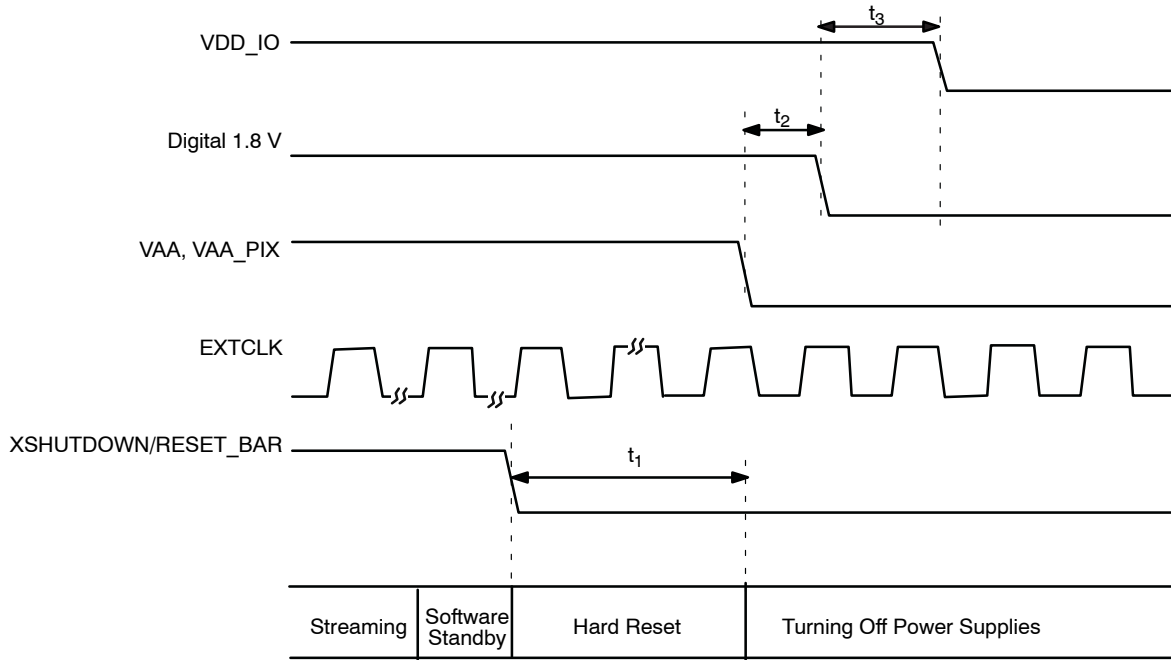 t3
VDD_IO
t2
Digital 1.8 V
VAA, VAA_PIX
EXTCLK
XSHUTDOWN/RESET_BAR
t1
Streaming
Software
Standby
Hard Reset
Turning Off Power Supplies